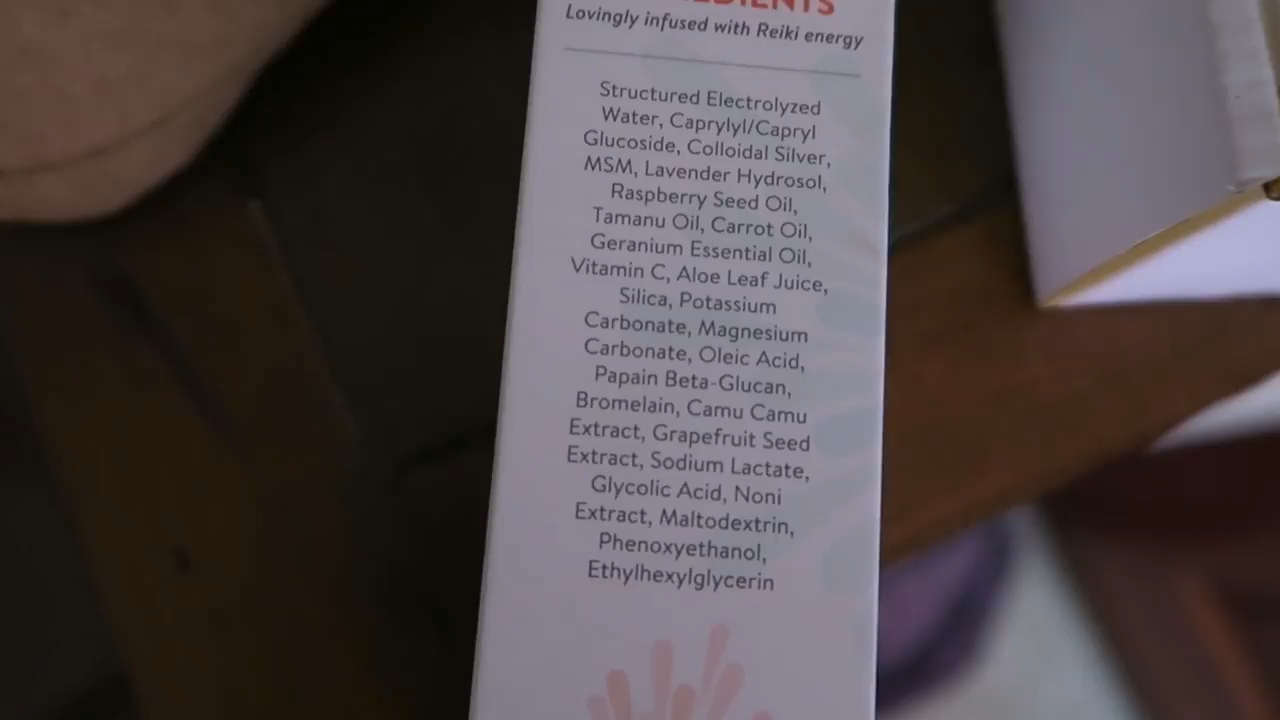 Lovingly infused with Reiki energy
Structured Electrolyzed
Water, Caprylyl/Capryl
Glucoside, Colloidal Silver,
MSM, Lavender Hydrosol,
Raspberry Seed Oil,
Tamanu Oil, Carrot Oil,
Geranium Essential Oil,
Vitamin C, Aloe Leaf Juice,
Silica, Potassium
Carbonate, Magnesium
Carbonate, Oleic Acid,
Papain Beta-Glucan,
Bromelain, Camu Camu
Extract, Grapefruit Seed
Extract, Sodium Lactate,
Glycolic Acid, Noni
Extract, Maltodextrin,
Phenoxyethanol,
Ethylhexylglycerin